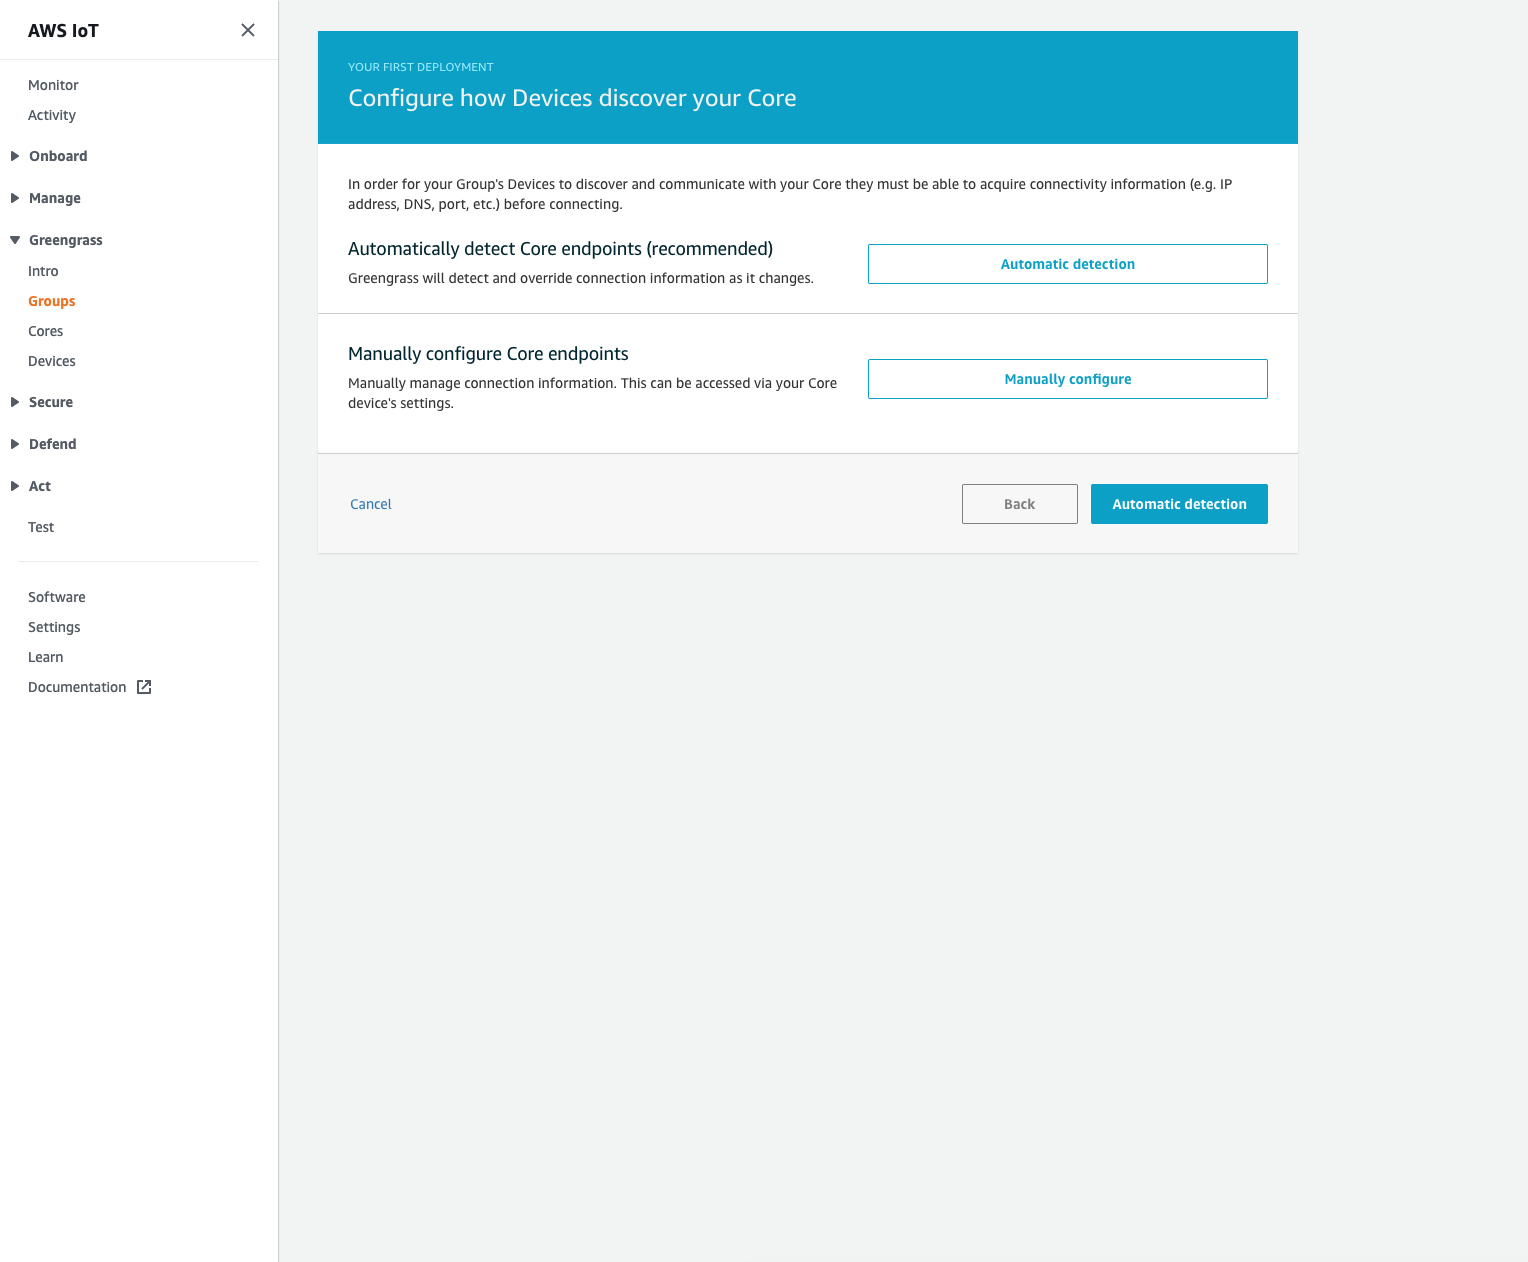 AWS IoT
Monitor
Activity
Onboard
Manage
Greengrass
Intro
Groups
Cores
Devices
Secure
Defend
Act
Test
Software
Settings
Learn
Documentation
YOUR FIRST DEPLOYMENT
Configure how Devices discover your Core
In order for your Group's Devices to discover and communicate with your Core they must be able to acquire connectivity information (e.g. IP
address, DNS, port, etc.) before connecting.
Automatically detect Core endpoints (recommended)
Greengrass will detect and override connection information as it changes.
Automatic detection
Manually configure Core endpoints
Manually manage connection information. This can be accessed via your Core
device's settings.
Manually configure
Cancel
Back
Automatic detection